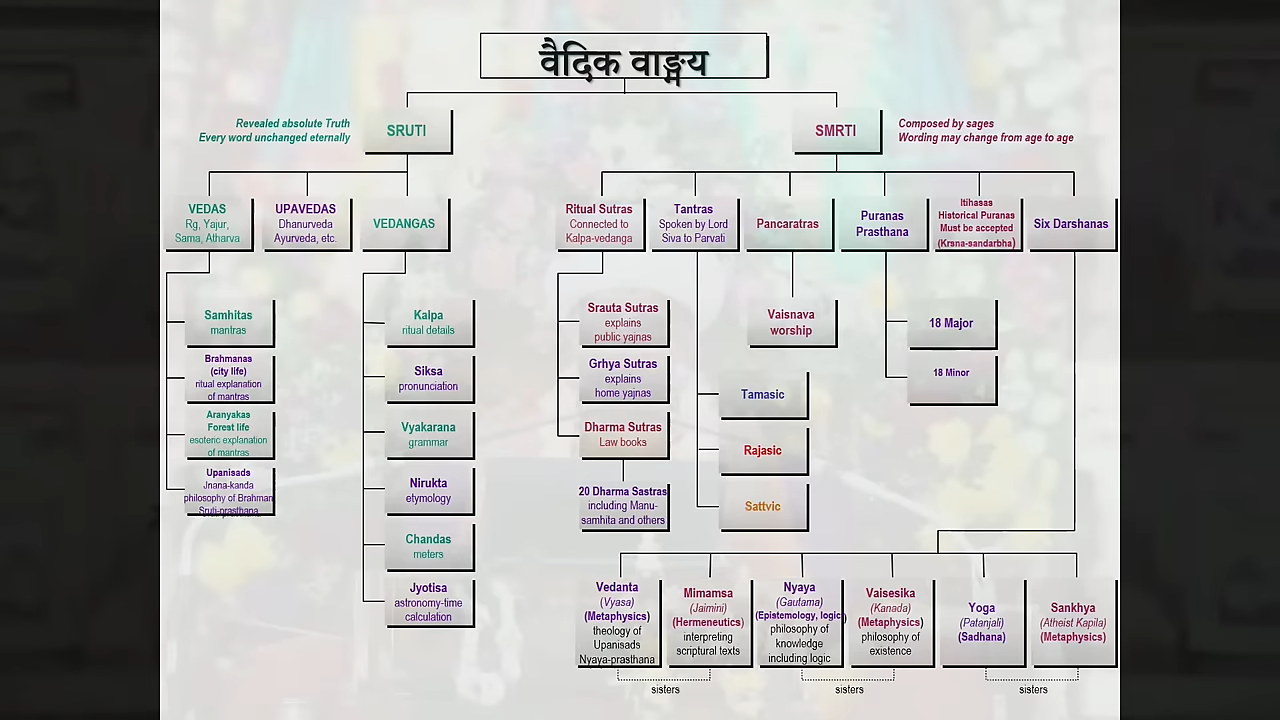 वैदिक वाङ्मय
Revealed absolute Truth
Every word unchanged eternally
SRUTI
SMRTI
Composed by sages
Wording may change from age to age
VEDAS
Rg, Yajur,
Sama, Atharva
UPAVEDAS
Dhanurveda
Ayurveda, etc.
VEDANGAS
Ritual Sutras
Connected to
Kalpa-vedanga
Tantras
Spoken by Lord
Siva to Parvati
Pancaratras
Puranas
Prasthana
Itihasas
Historical Puranas
Must be accepted
(Krsna-sandarbha)
Six Darshanas
Samhitas
mantras
Brahmanas
(city life)
ritual explanation
of mantras
Aranyakas
Forest life
esoteric explanation
of mantras
Upanisads
Jnana-kanda
philosophy of Brahman
Sruti-prasthana
Kalpa
ritual details
Siksa
pronunciation
Vyakarana
grammar
Nirukta
etymology
Chandas
meters
Jyotisa
astronomy-time
calculation
Srauta Sutras
explains
public yajnas
Grhya Sutras
explains
home yajnas
Dharma Sutras
Law books
20 Dharma Sastras
including Manu-
samhita and others
Tamasic
Rajasic
Sattvic
Vaisnava
worship
18 Major
18 Minor
Vedanta
(Vyasa)
(Metaphysics)
theology of
Upanisads
Nyaya-prasthana
Mimamsa
(Jaimini)
(Hermeneutics)
interpreting
scriptural texts
Nyaya
(Gautama)
(Epistemology, logic)
philosophy of
knowledge
including logic
Vaisesika
(Kanada)
(Metaphysics)
philosophy of
existence
Yoga
(Patanjali)
(Sadhana)
Sankhya
(Atheist Kapila)
(Metaphysics)
sisters
sisters
sisters